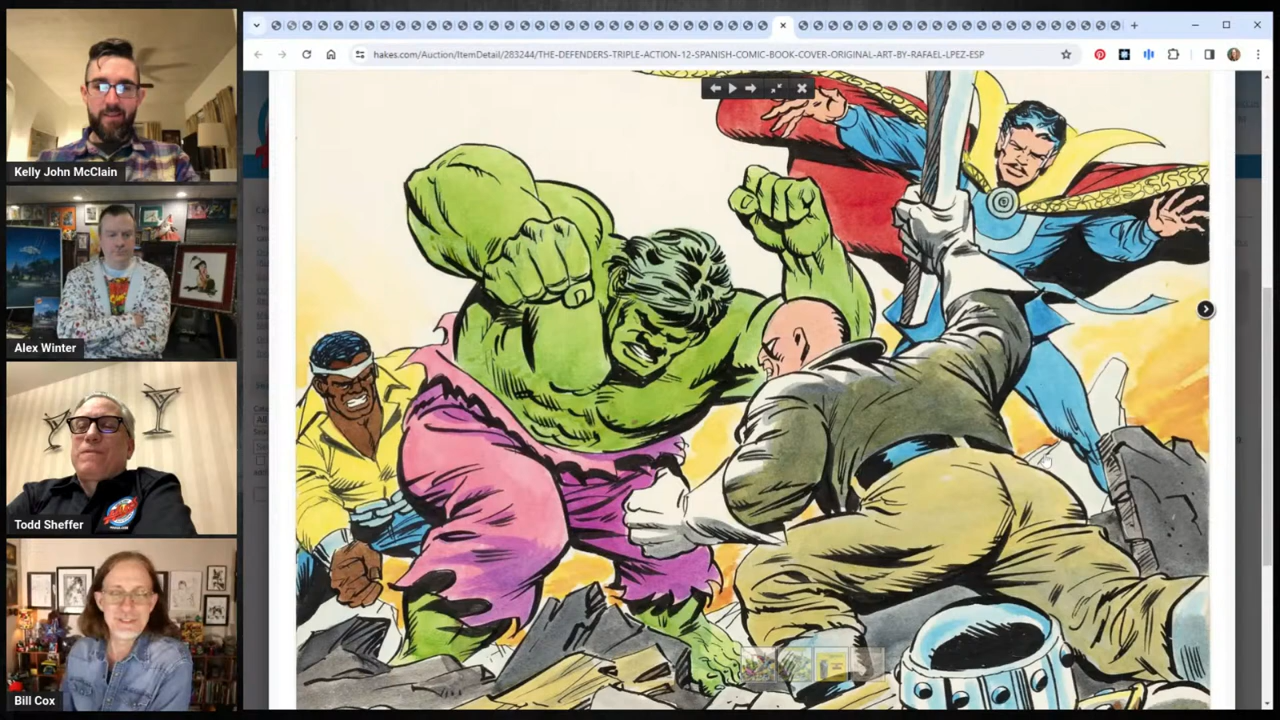 hakes.com/Auction/ItemDetail/283244/THE-DEFENDERS-TRIPLE-ACTION-12-SPANISH-COMIC-BOOK-COVER-ORIGINAL-ART-BY-RAFAEL-LPEZ-ESP
Kelly John McClain
Alex Winter
Todd Sheffer
Bill Cox